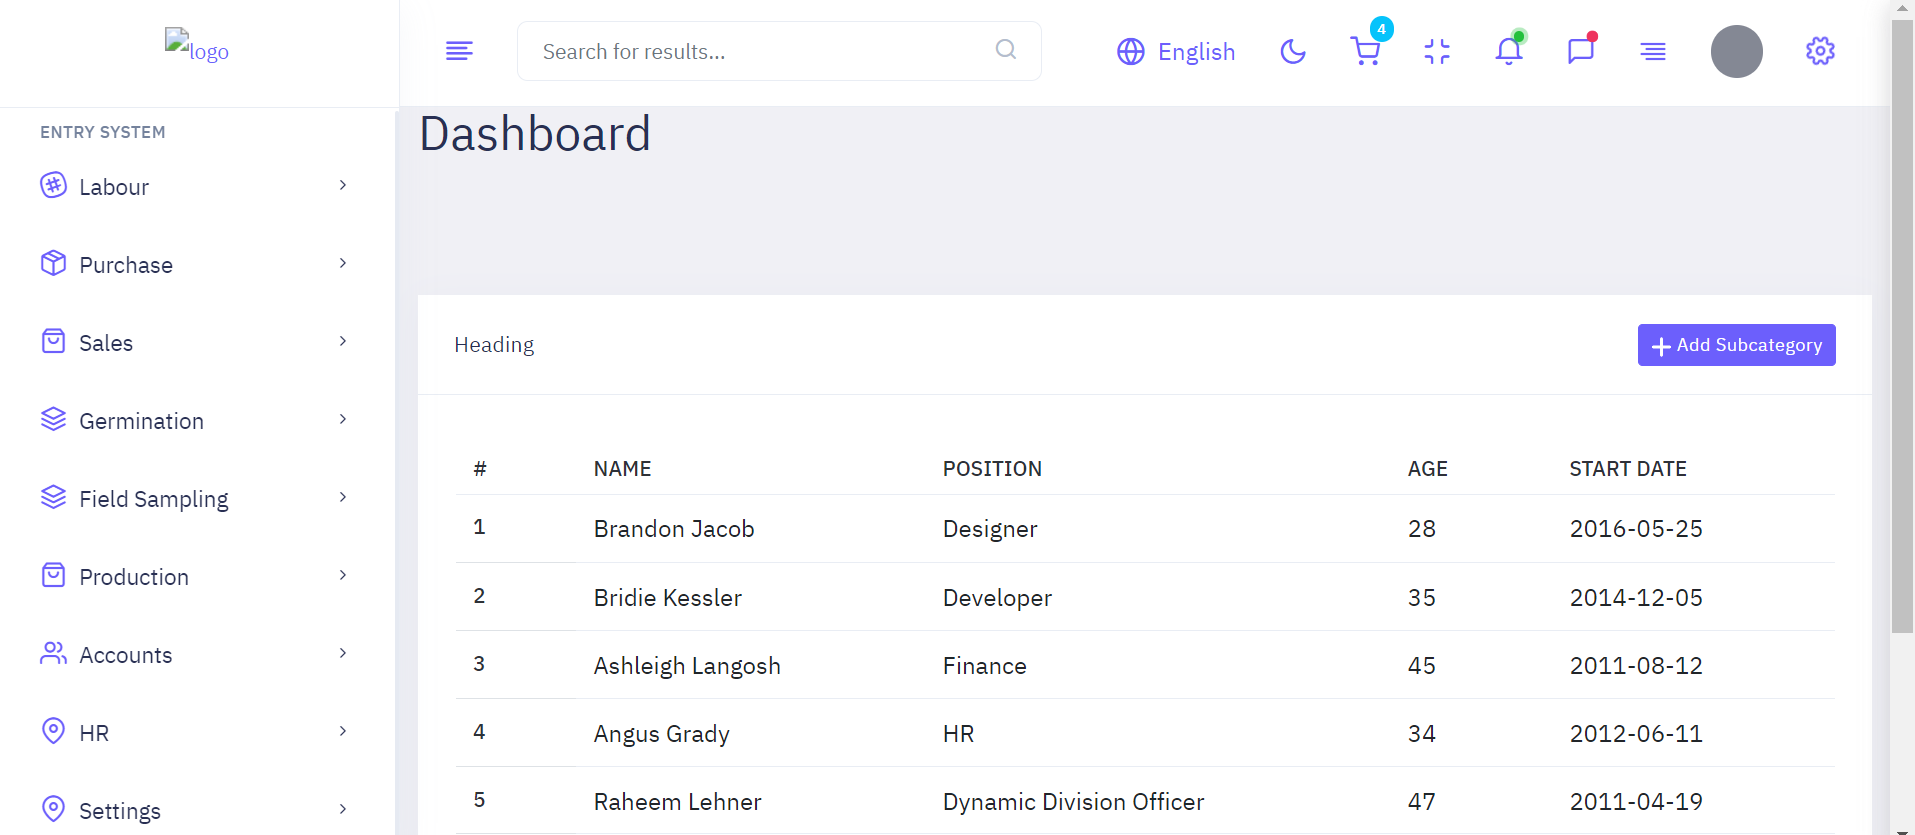 logo
Search for results...
English
4
ENTRY SYSTEM
Labour
Purchase
Sales
Germination
Field Sampling
Production
Accounts
HR
Settings
Dashboard
Heading
Add Subcategory
# NAME POSITION AGE START DATE
1 Brandon Jacob Designer 28 2016-05-25
2 Bridie Kessler Developer 35 2014-12-05
3 Ashleigh Langosh Finance 45 2011-08-12
4 Angus Grady HR 34 2012-06-11
5 Raheem Lehner Dynamic Division Officer 47 2011-04-19